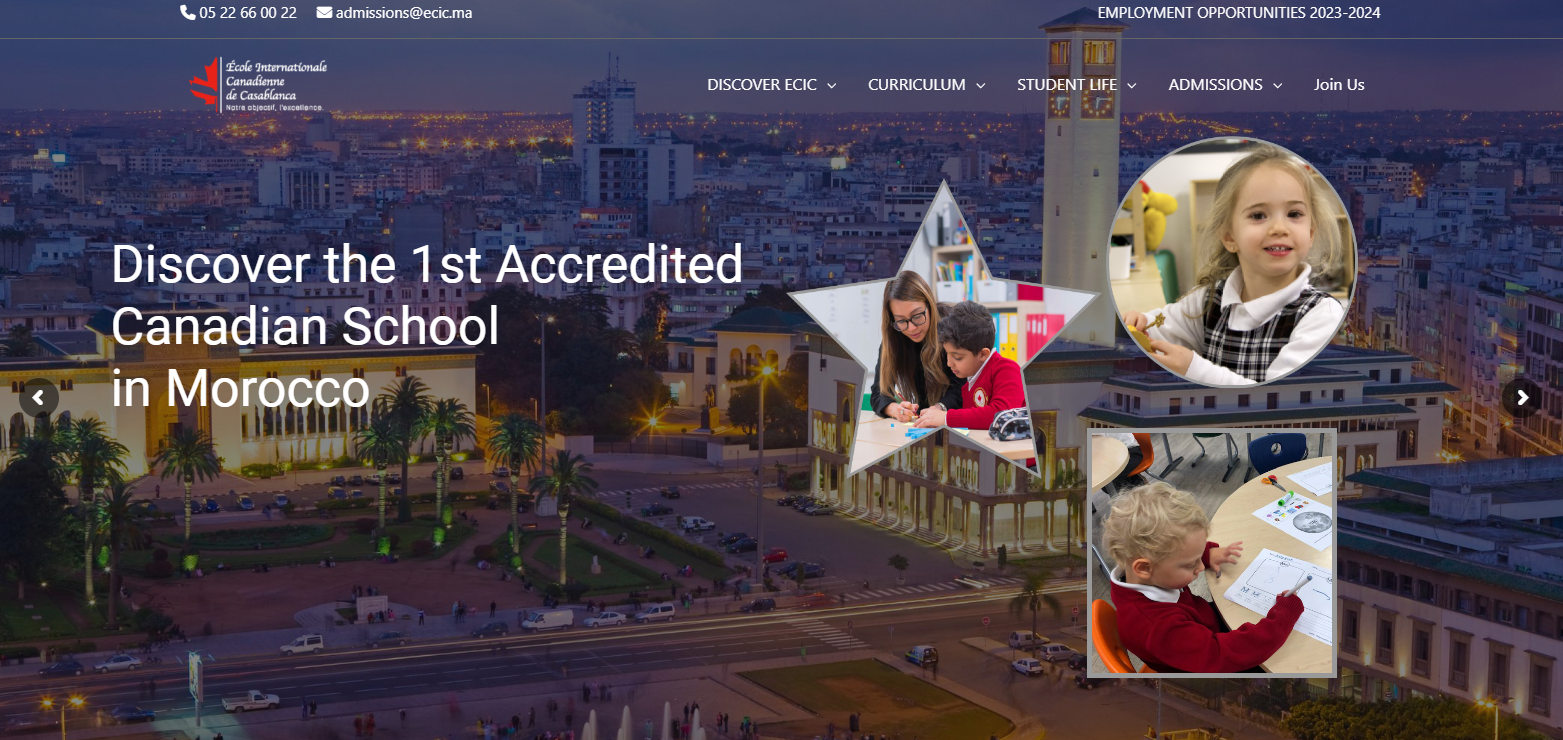 05 22 66 00 22 admissions@ecic.ma EMPLOYMENT OPPORTUNITIES 2023-2024
École Internationale
Canadienne
de Casablanca
Notre objectif, l'excellence.
DISCOVER ECIC CURRICULUM STUDENT LIFE ADMISSIONS Join Us
Discover the 1st Accredited
Canadian School
in Morocco